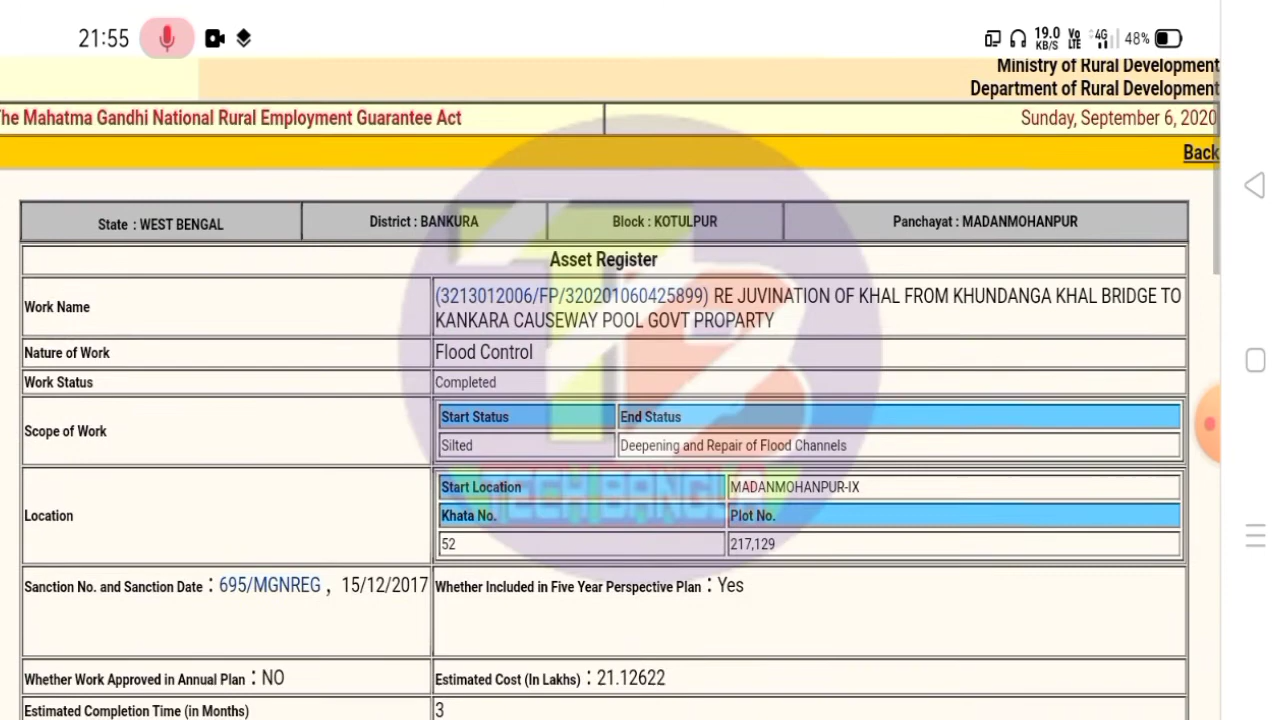 21:55 19.0 KB/S Vo LTE 4G 48%
Ministry of Rural Development
Department of Rural Development
he Mahatma Gandhi National Rural Employment Guarantee Act Sunday, September 6, 2020
Back
State : WEST BENGAL District : BANKURA Block : KOTULPUR Panchayat : MADANMOHANPUR
Asset Register
Work Name (3213012006/FP/320201060425899) RE JUVINATION OF KHAL FROM KHUNDANGA KHAL BRIDGE TO
KANKARA CAUSEWAY POOL GOVT PROPARTY
Nature of Work Flood Control
Work Status Completed
Scope of Work
Start Status End Status
Silted Deepening and Repair of Flood Channels
Location
Start Location MADANMOHANPUR-IX
Khata No. Plot No.
52 217,129
TECH BANGLA
Sanction No. and Sanction Date : 695/MGNREG , 15/12/2017 Whether Included in Five Year Perspective Plan : Yes
Whether Work Approved in Annual Plan : NO Estimated Cost (In Lakhs) : 21.12622
Estimated Completion Time (in Months) 3